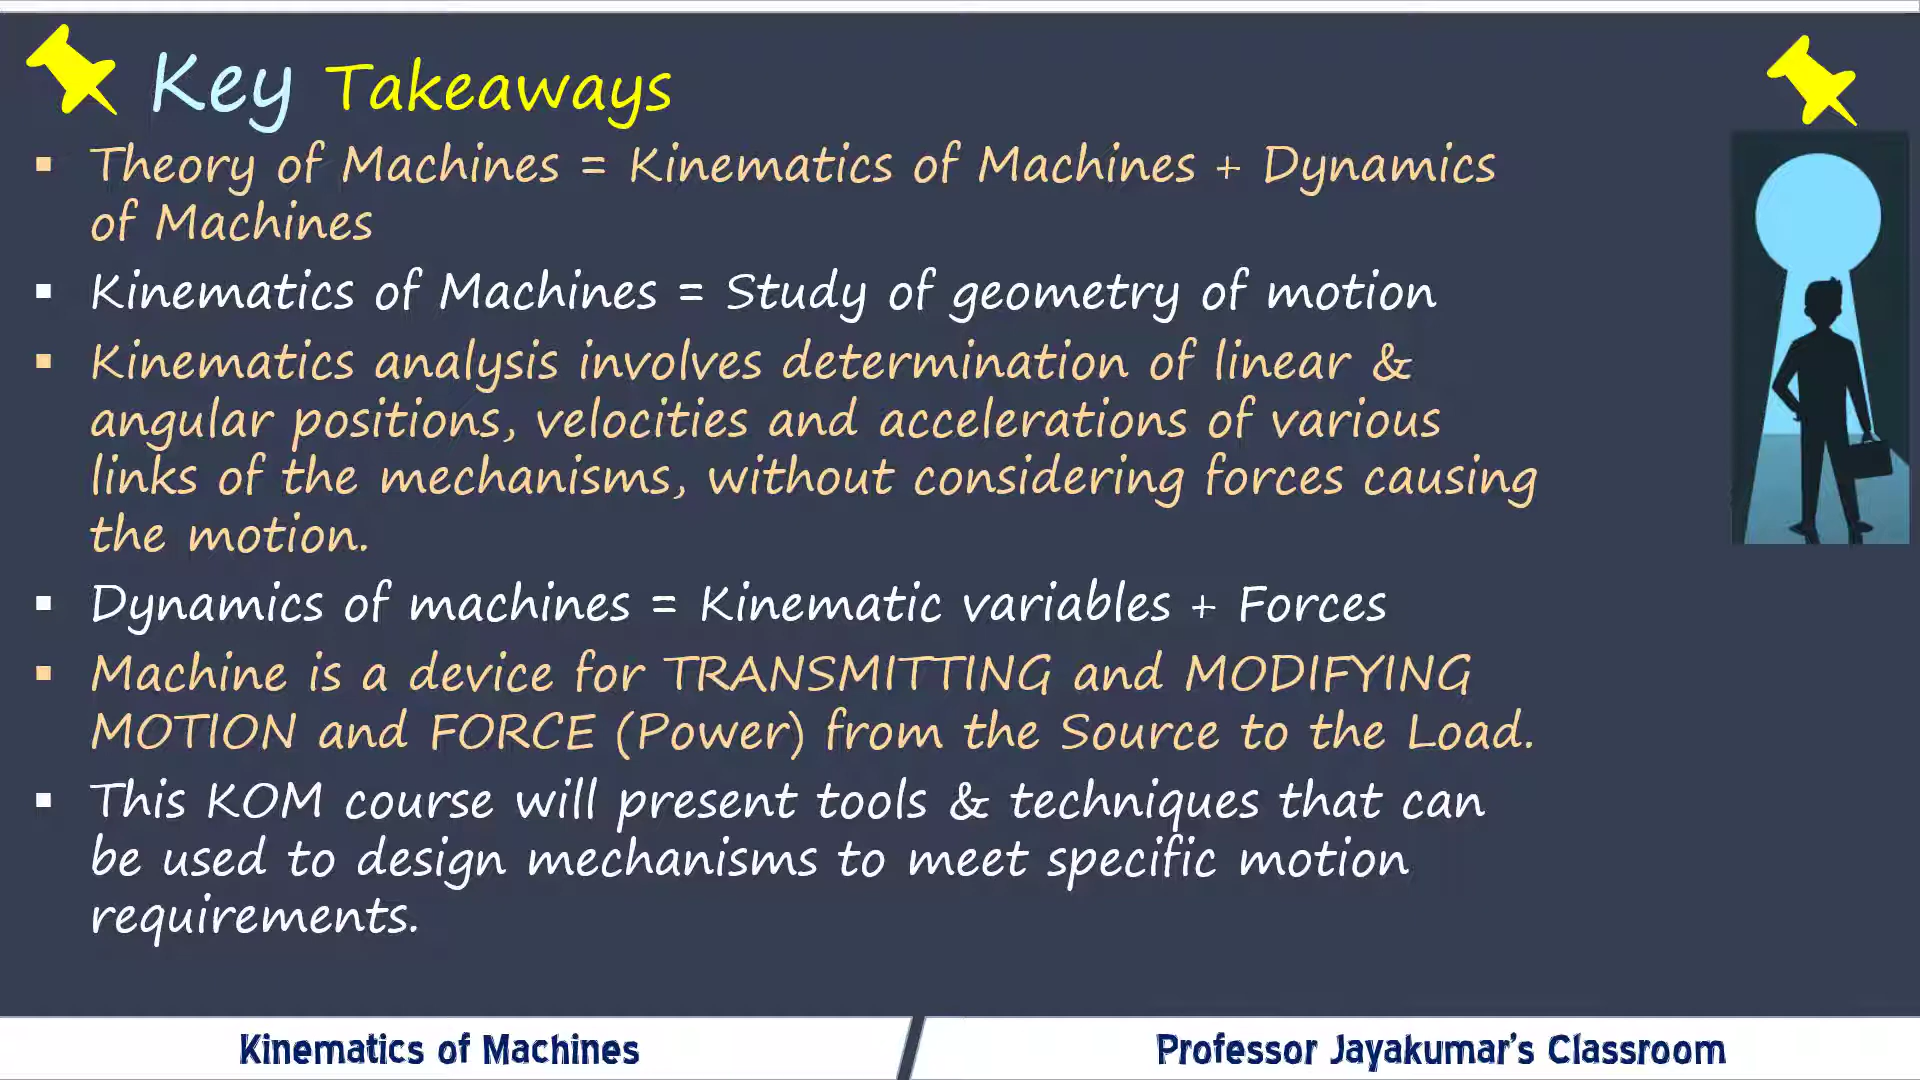 Key Takeaways
▪ Theory of Machines = Kinematics of Machines + Dynamics
of Machines
▪ Kinematics of Machines = Study of geometry of motion
▪ Kinematics analysis involves determination of linear &
angular positions, velocities and accelerations of various
links of the mechanisms, without considering forces causing
the motion.
▪ Dynamics of machines = Kinematic variables + Forces
▪ Machine is a device for TRANSMITTING and MODIFYING
MOTION and FORCE (Power) from the Source to the Load.
▪ This KOM course will present tools & techniques that can
be used to design mechanisms to meet specific motion
requirements.
Kinematics of Machines
Professor Jayakumar's Classroom